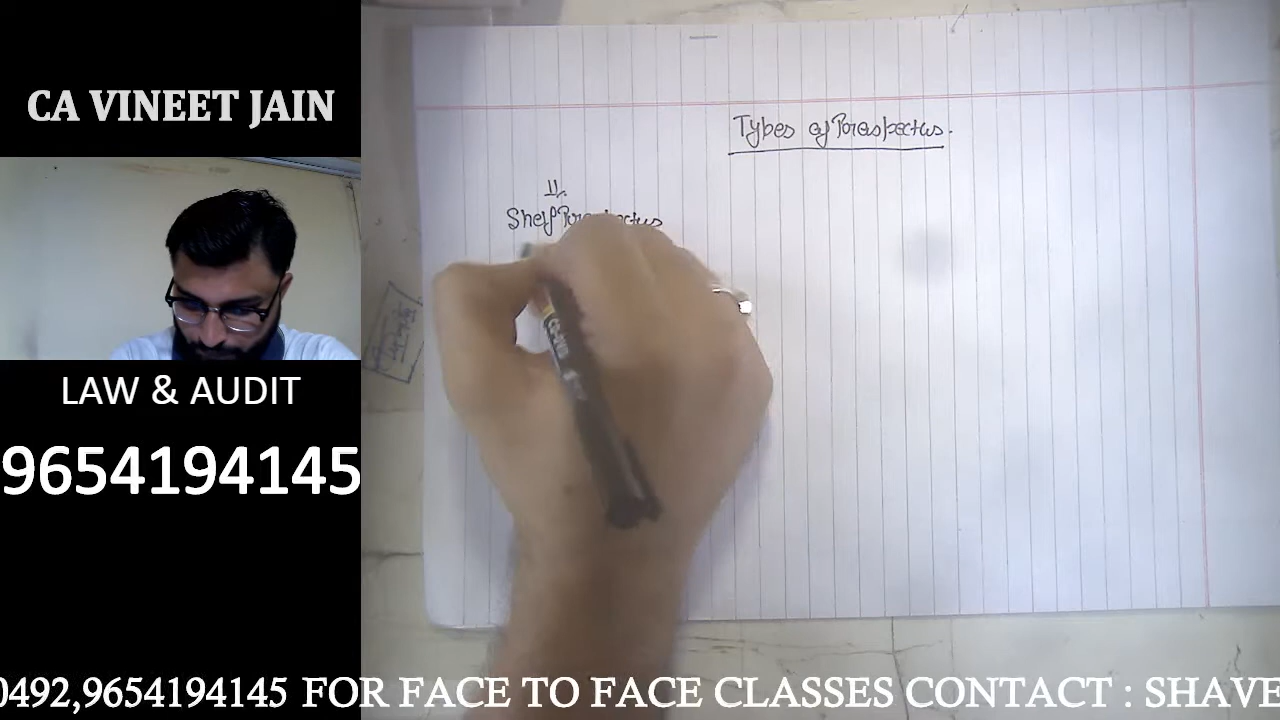 CA VINEET JAIN
LAW & AUDIT
9654194145
Types of Prospectus.
11.
Shelf Prospectus
0492,9654194145 FOR FACE TO FACE CLASSES CONTACT : SHAVE